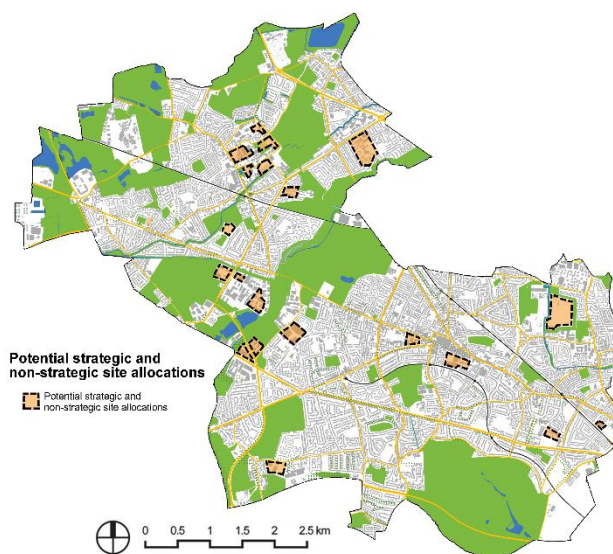 Potential strategic and
non-strategic site allocations
Potential strategic and
non-strategic site allocations
0 0.5 1 1.5 2 2.5 km